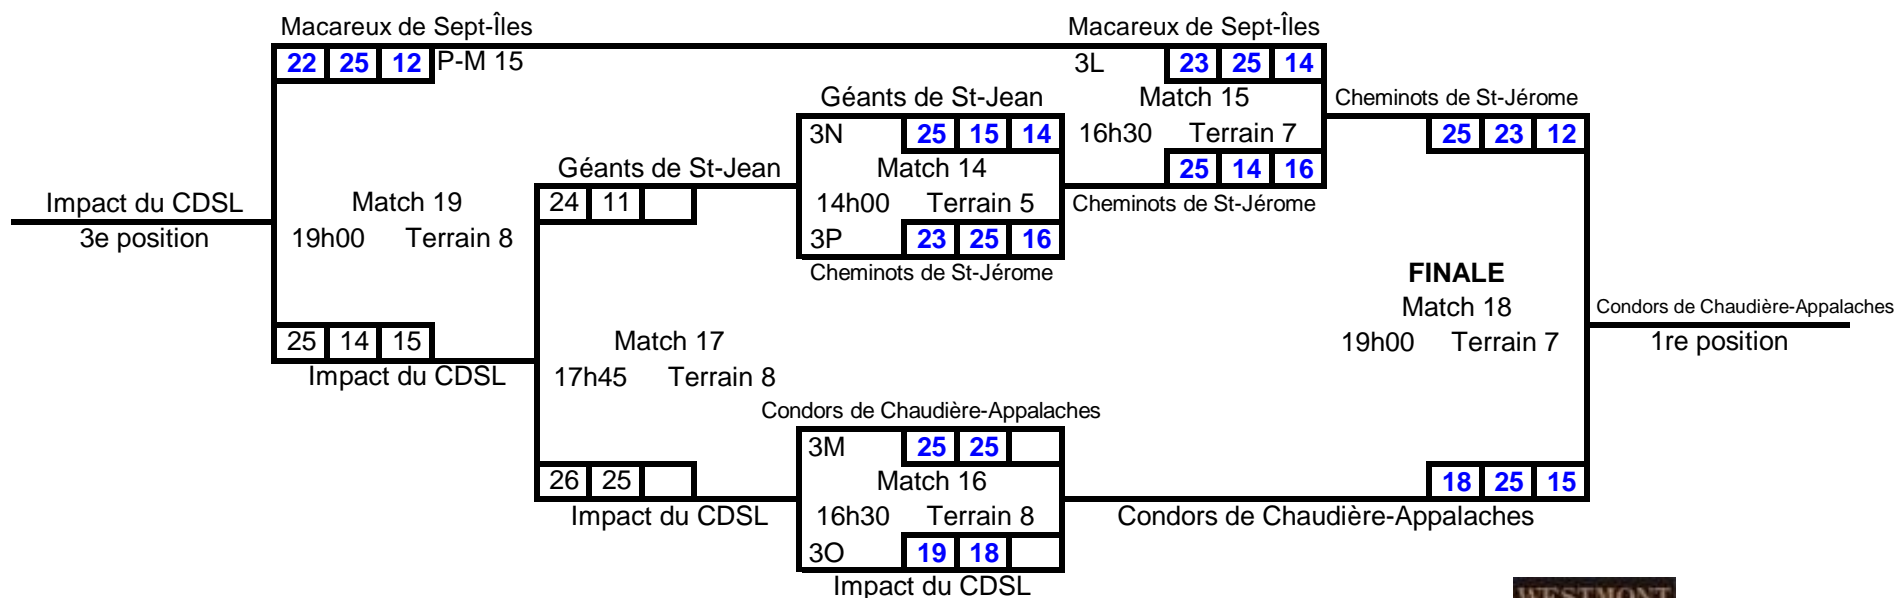 Macareux de Sept-Îles
22 25 12 P-M 15
Macareux de Sept-Îles
3L 23 25 14
Match 15
16h30 Terrain 7
25 14 16
Cheminots de St-Jérome
Géants de St-Jean
3N 25 15 14
Match 14
14h00 Terrain 5
3P 23 25 16
Cheminots de St-Jérome
Cheminots de St-Jérome
25 23 12
Géants de St-Jean
24 11
Impact du CDSL
3e position
Match 19
19h00 Terrain 8
25 14 15
Impact du CDSL
Match 17
17h45 Terrain 8
26 25
Impact du CDSL
Condors de Chaudière-Appalaches
3M 25 25
Match 16
16h30 Terrain 8
3O 19 18
Impact du CDSL
FINALE
Match 18
19h00 Terrain 7
18 25 15
Condors de Chaudière-Appalaches
Condors de Chaudière-Appalaches
1re position
WESTMONT